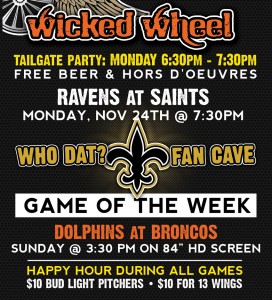 Wicked Wheel
TAILGATE PARTY: MONDAY 6:30PM - 7:30PM
FREE BEER & HORS D'OEUVRES
RAVENS AT SAINTS
MONDAY, NOV 24TH @ 7:30PM
WHO DAT? FAN CAVE
GAME OF THE WEEK
DOLPHINS AT BRONCOS
SUNDAY @ 3:30 PM ON 84" HD SCREEN
HAPPY HOUR DURING ALL GAMES
$10 BUD LIGHT PITCHERS • $10 FOR 13 WINGS